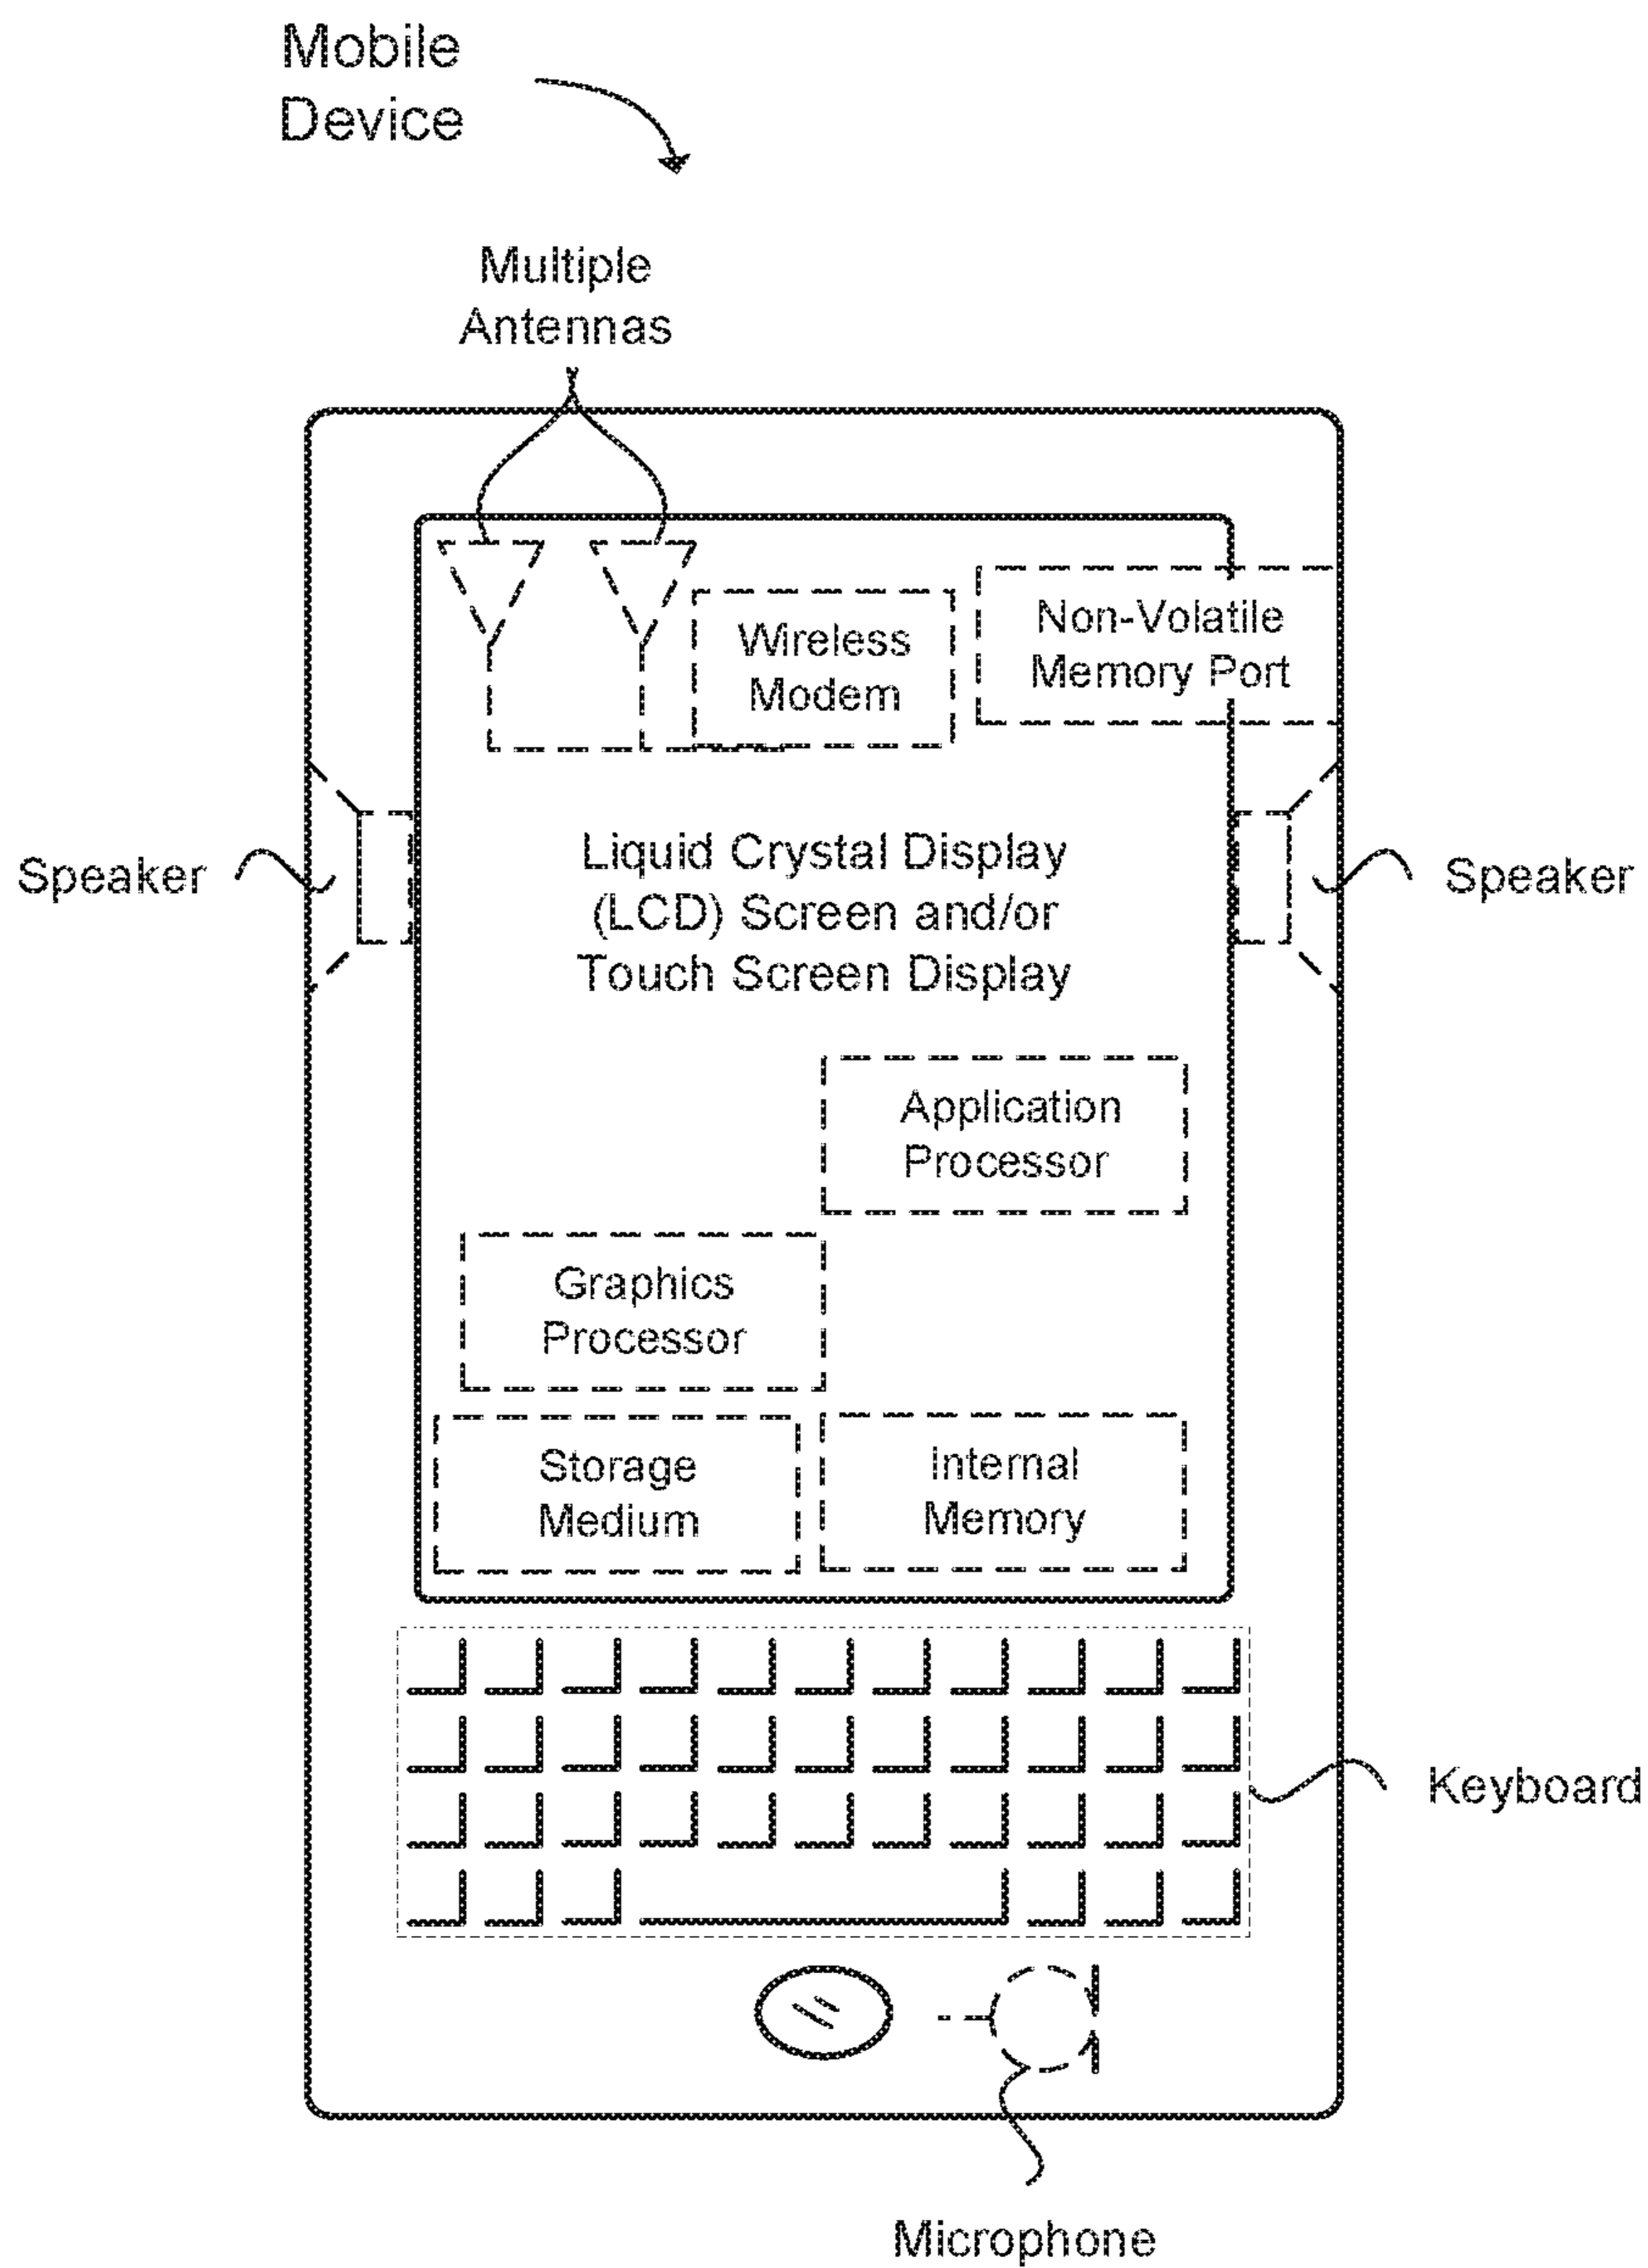 Mobile
Device
Multiple
Antennas
Wireless
Modem
Non-Volatile
Memory Port
Speaker
Liquid Crystal Display
(LCD) Screen and/or
Touch Screen Display
Speaker
Application
Processor
Graphics
Processor
Storage
Medium
Internal
Memory
Keyboard
Microphone